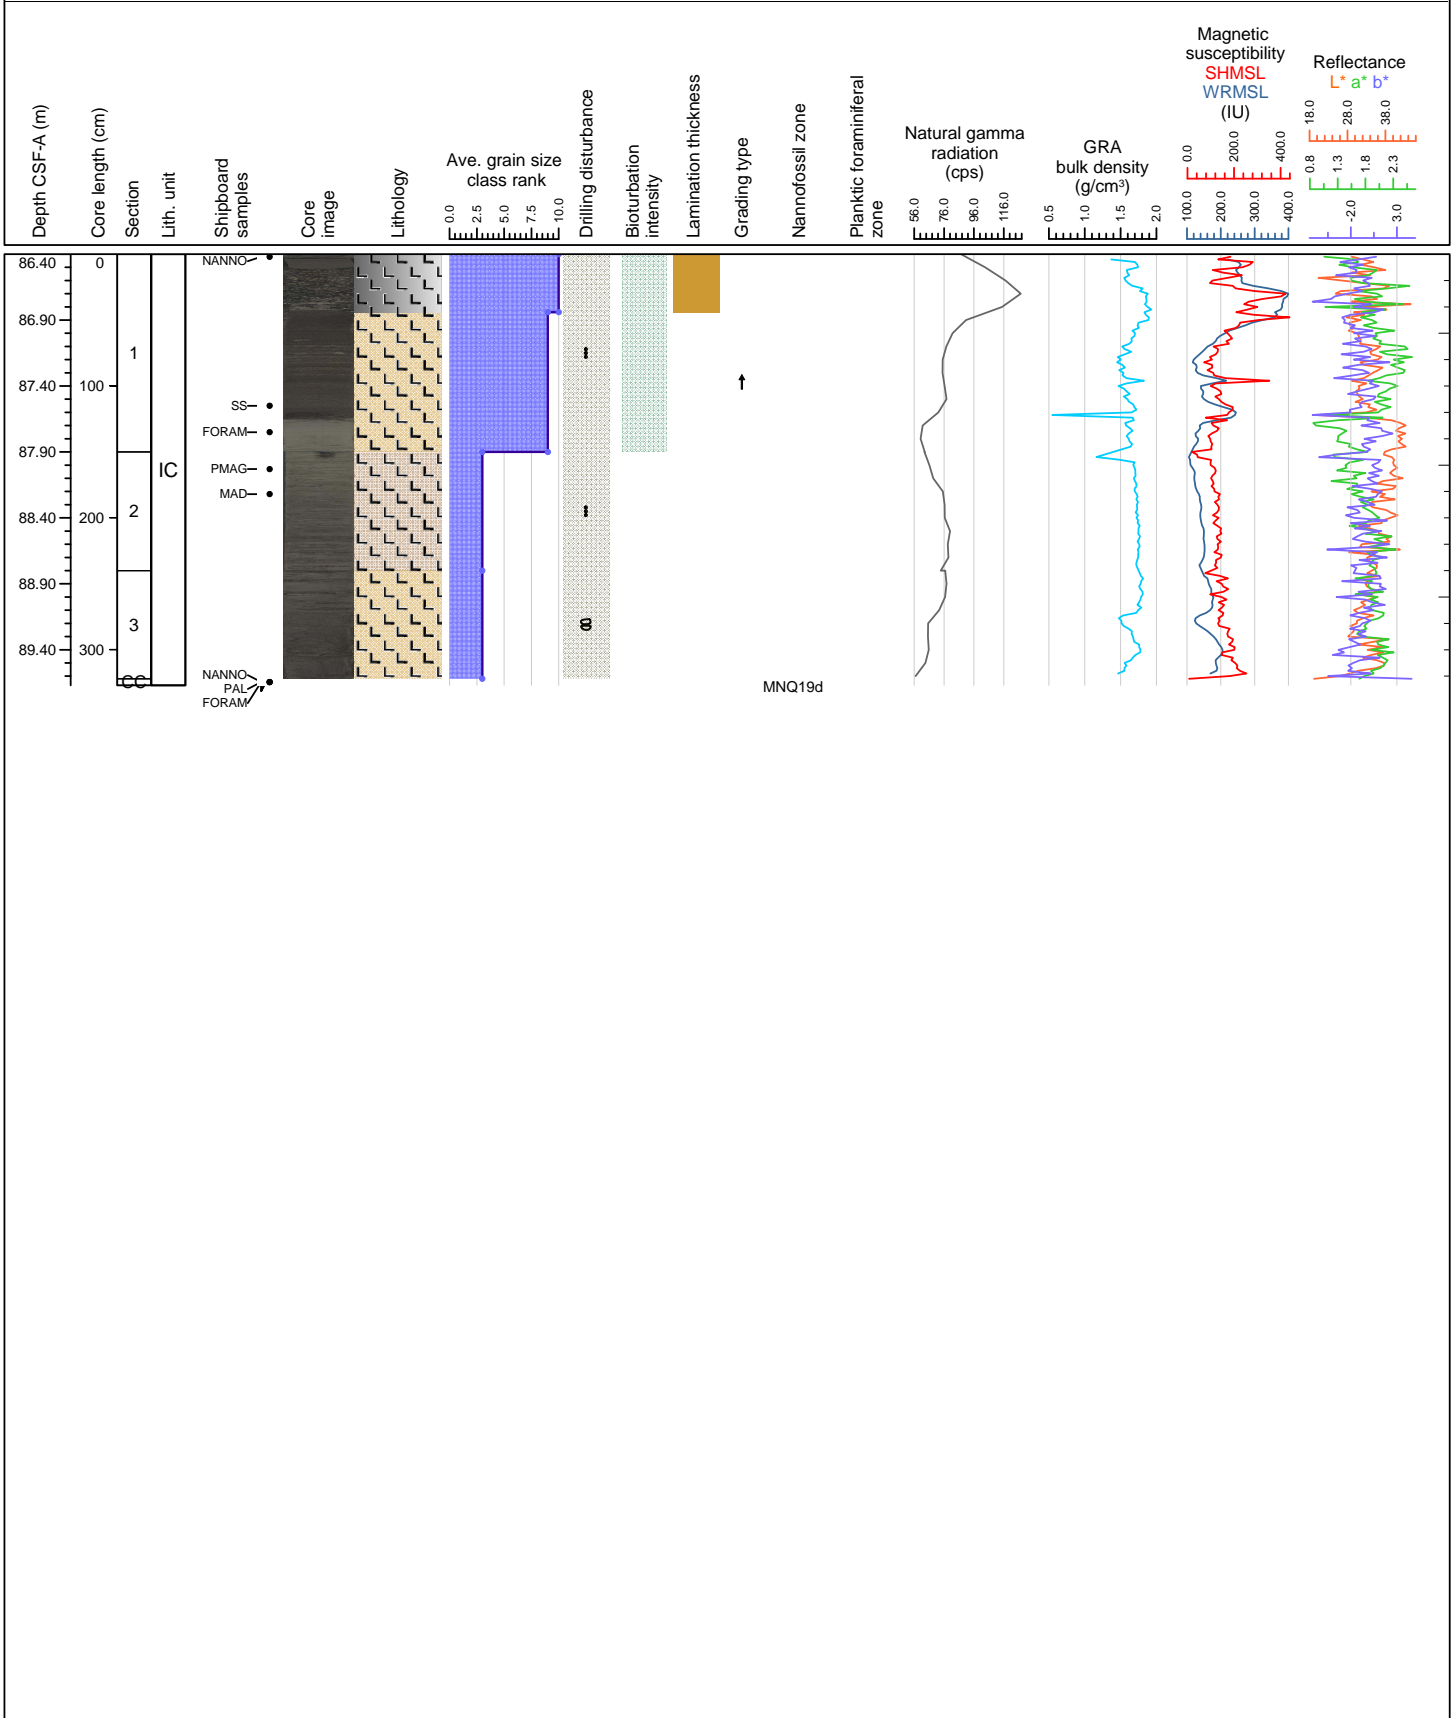 Depth CSF-A (m)
Core length (cm)
Section
Lith. unit
Shipboard
samples
Core
image
Lithology
Ave. grain size
class rank
0.0 2.5 5.0 7.5 10.0
Drilling disturbance
Bioturbation
intensity
Lamination thickness
Grading type
Nannofossil zone
Planktic foraminiferal
zone
Natural gamma
radiation
(cps)
56.0 76.0 96.0 116.0
GRA
bulk density
(g/cm³)
0.5 1.0 1.5 2.0
Magnetic
susceptibility
SHMSL
WRMSL
(IU)
0.0 200.0 400.0
100.0 200.0 300.0 400.0
Reflectance
L* a* b*
18.0 28.0 38.0
0.8 1.3 1.8 2.3
-2.0 3.0
86.40 0 NANNO
86.90
1
87.40 100
SS
FORAM
87.90
IC PMAG
MAD
2
88.40 200
88.90
3
89.40 300
NANNO
CC PAL MNQ19d
FORAM